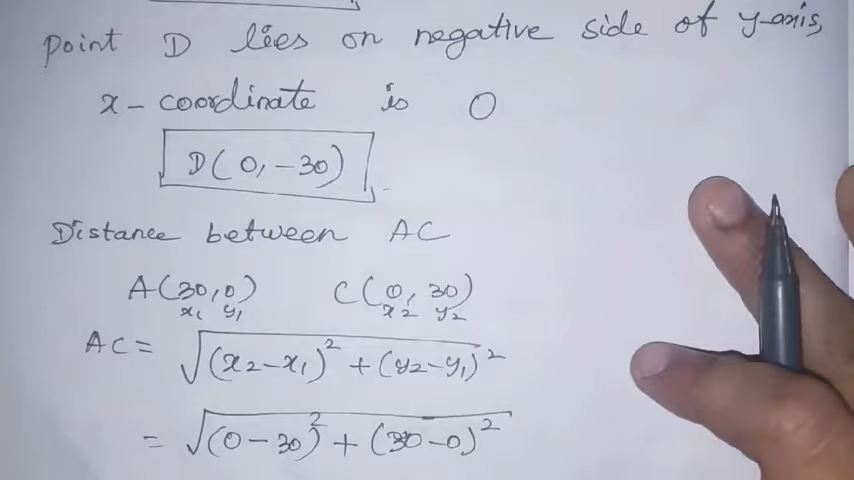 point D lies on negative side of y-axis,
x-coordinate is 0
D(0,-30)
Distance between AC
A(30,0) C(0,30)
x₁ y₁ x₂ y₂
AC = √(x₂-x₁)² + (y₂-y₁)²
= √(0-30)² + (30-0)²